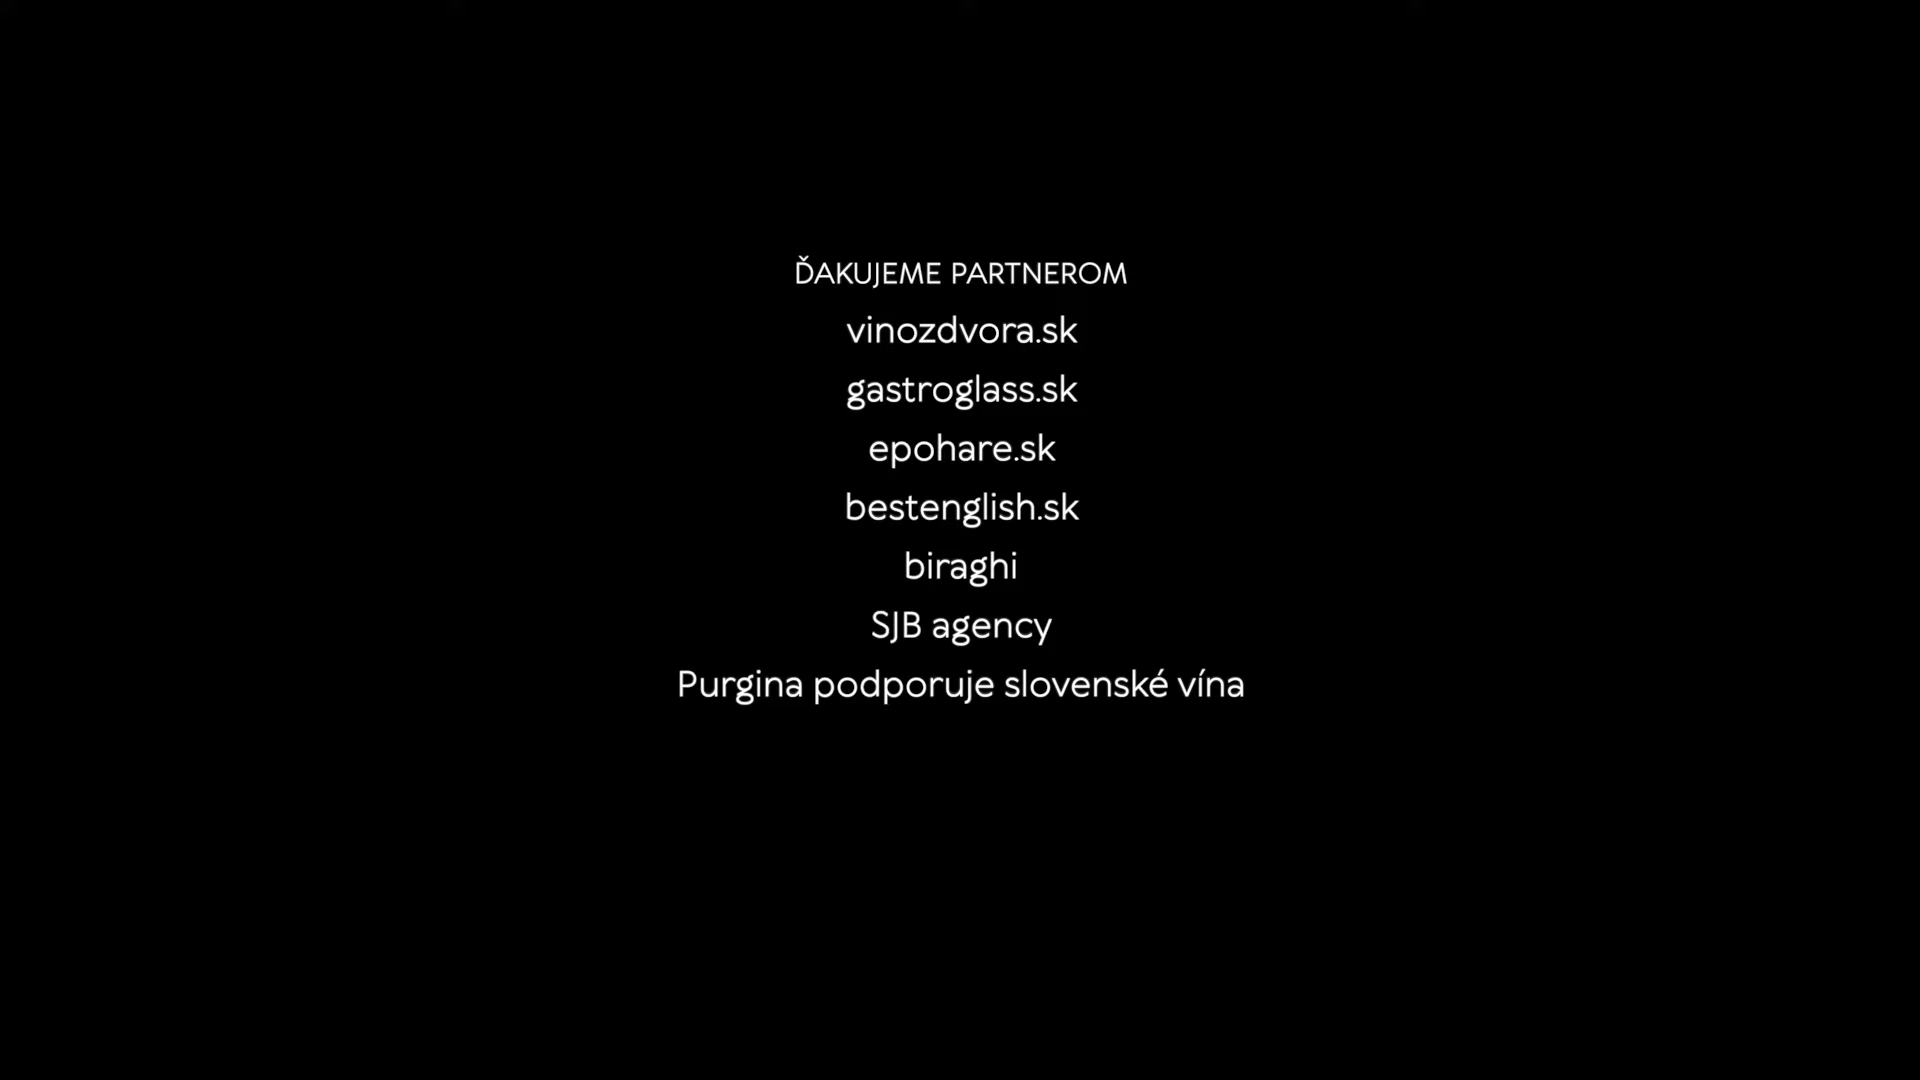 ĎAKUJEME PARTNEROM
vinozdvora.sk
gastroglass.sk
epohare.sk
bestenglish.sk
biraghi
SJB agency
Purgina podporuje slovenské vína